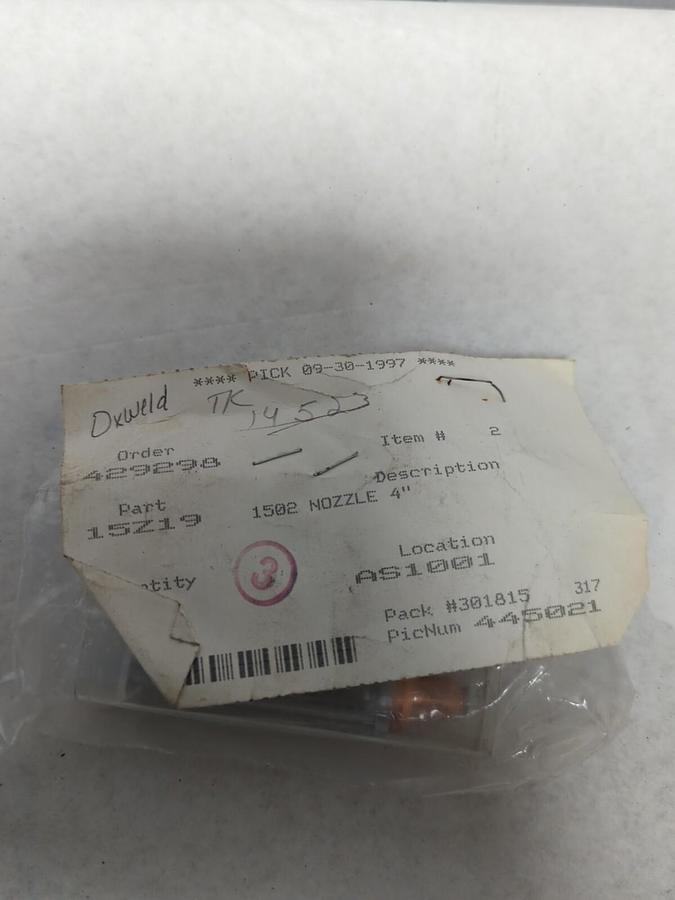 **** PICK 09-30-1997 ****
Oxweld TK 14523
Order Item # 2
429298
Description
Part 1502 NOZZLE 4"
15Z19
Location
ntity 3 AS1001
Pack #301815 317
PicNum 445021